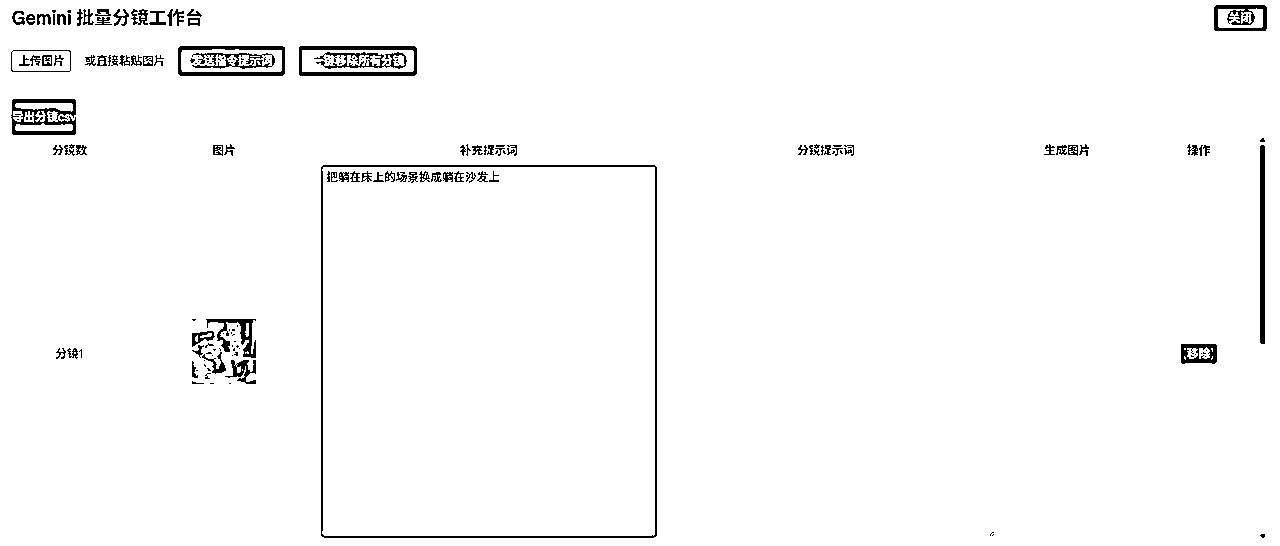 Gemini 批量分镜工作台
关闭
上传图片 或直接粘贴图片 发送指令提示词 一键移除所有分镜
导出分镜csv
分镜数 图片 补充提示词 分镜提示词 生成图片 操作
把躺在床上的场景换成躺在沙发上
分镜1
移除